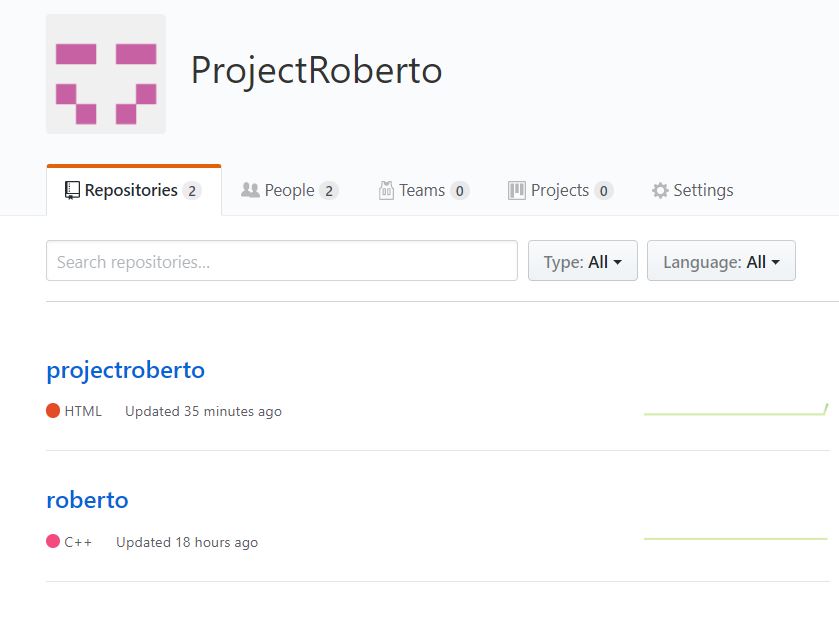 ProjectRoberto
Repositories 2 People 2 Teams 0 Projects 0 Settings
Search repositories... Type: All Language: All
projectroberto
HTML Updated 35 minutes ago
roberto
C++ Updated 18 hours ago